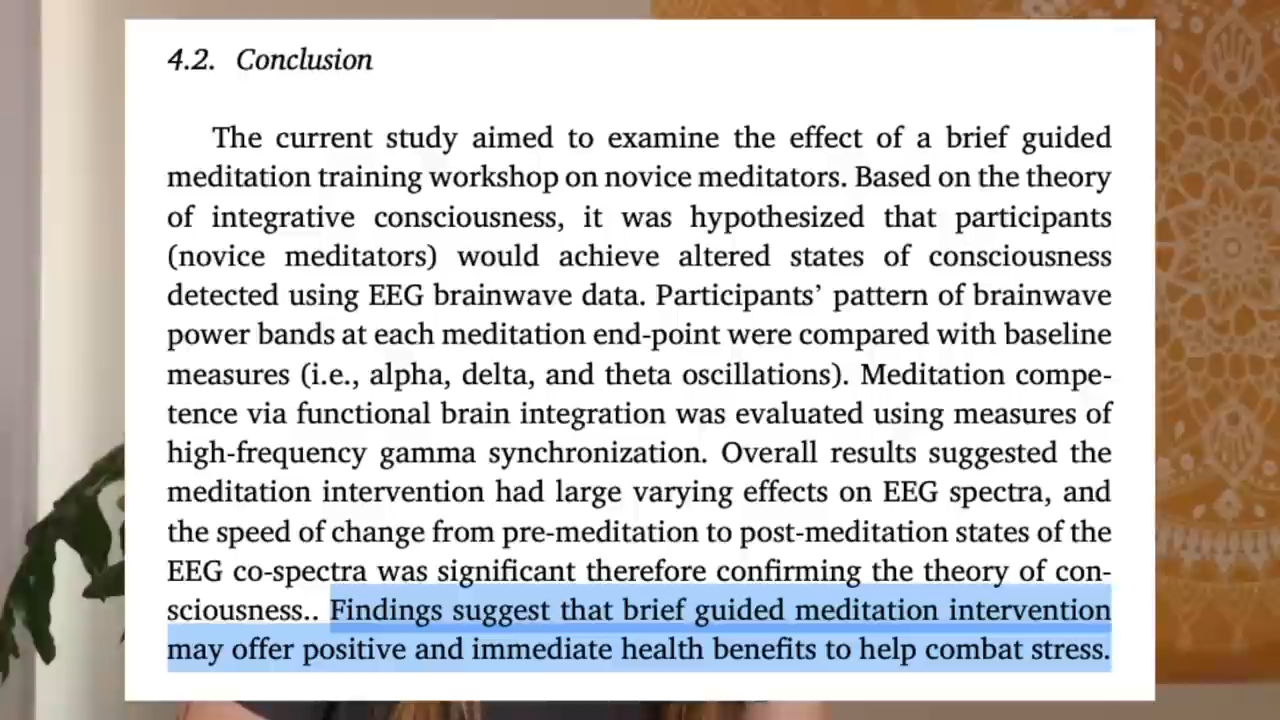 4.2. Conclusion
The current study aimed to examine the effect of a brief guided
meditation training workshop on novice meditators. Based on the theory
of integrative consciousness, it was hypothesized that participants
(novice meditators) would achieve altered states of consciousness
detected using EEG brainwave data. Participants’ pattern of brainwave
power bands at each meditation end-point were compared with baseline
measures (i.e., alpha, delta, and theta oscillations). Meditation compe-
tence via functional brain integration was evaluated using measures of
high-frequency gamma synchronization. Overall results suggested the
meditation intervention had large varying effects on EEG spectra, and
the speed of change from pre-meditation to post-meditation states of the
EEG co-spectra was significant therefore confirming the theory of con-
sciousness.. Findings suggest that brief guided meditation intervention
may offer positive and immediate health benefits to help combat stress.